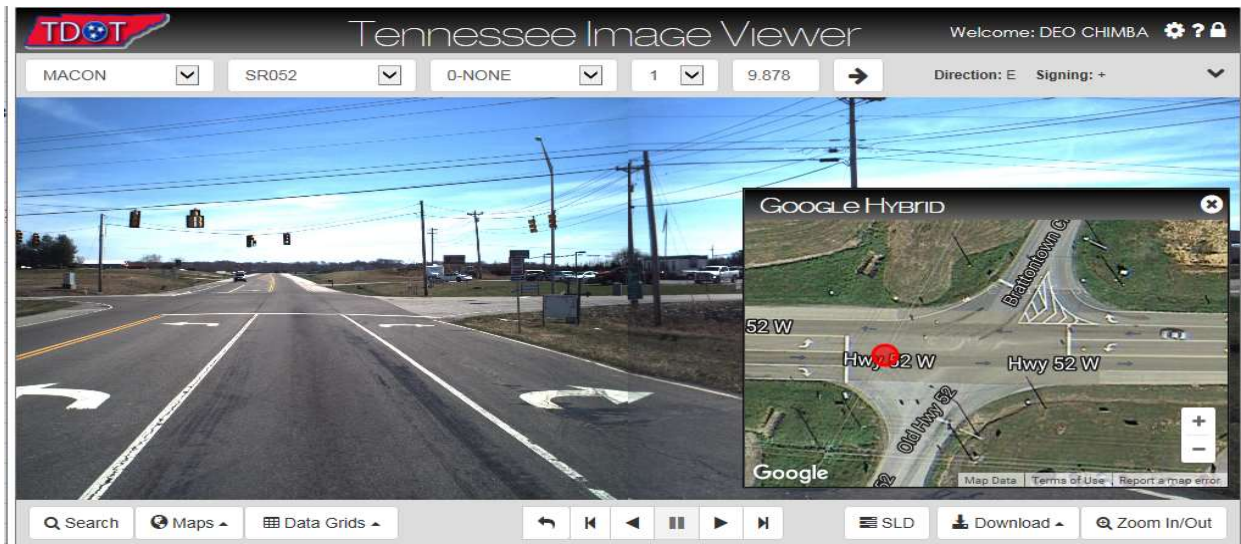 TDOT
Tennessee Image Viewer
Welcome: DEO CHIMBA
MACON
SR052
0-NONE
1
9.878
Direction: E Signing: +
Google Hybrid
Brattontown
52 W
Hwy 52 W
Hwy 52 W
Old Hwy 52
52
Google
Map Data
Terms of Use
Report a map error
+
−
Search
Maps
Data Grids
SLD
Download
Zoom In/Out